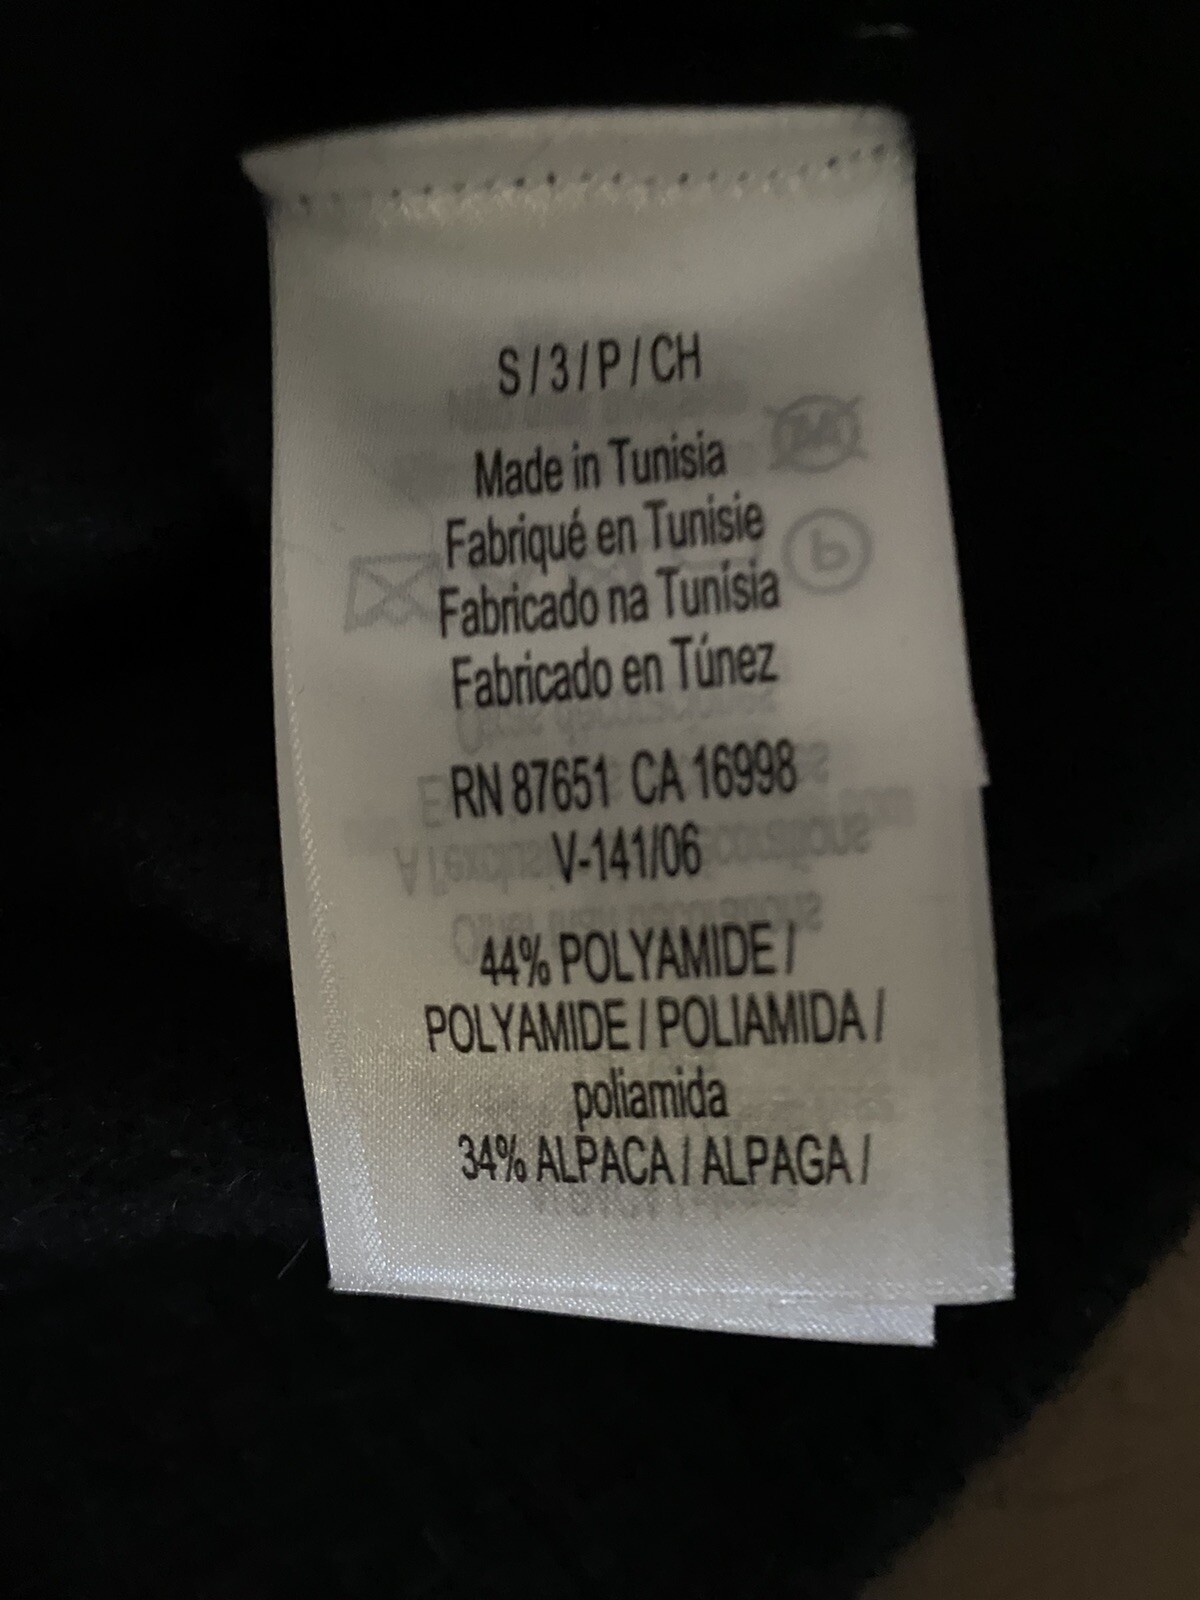 S / 3 / P / CH
Made in Tunisia
Fabriqué en Tunisie
Fabricado na Tunísia
Fabricado en Túnez
RN 87651 CA 16998
V-141/06
44% POLYAMIDE /
POLYAMIDE / POLIAMIDA /
poliamida
34% ALPACA / ALPAGA /